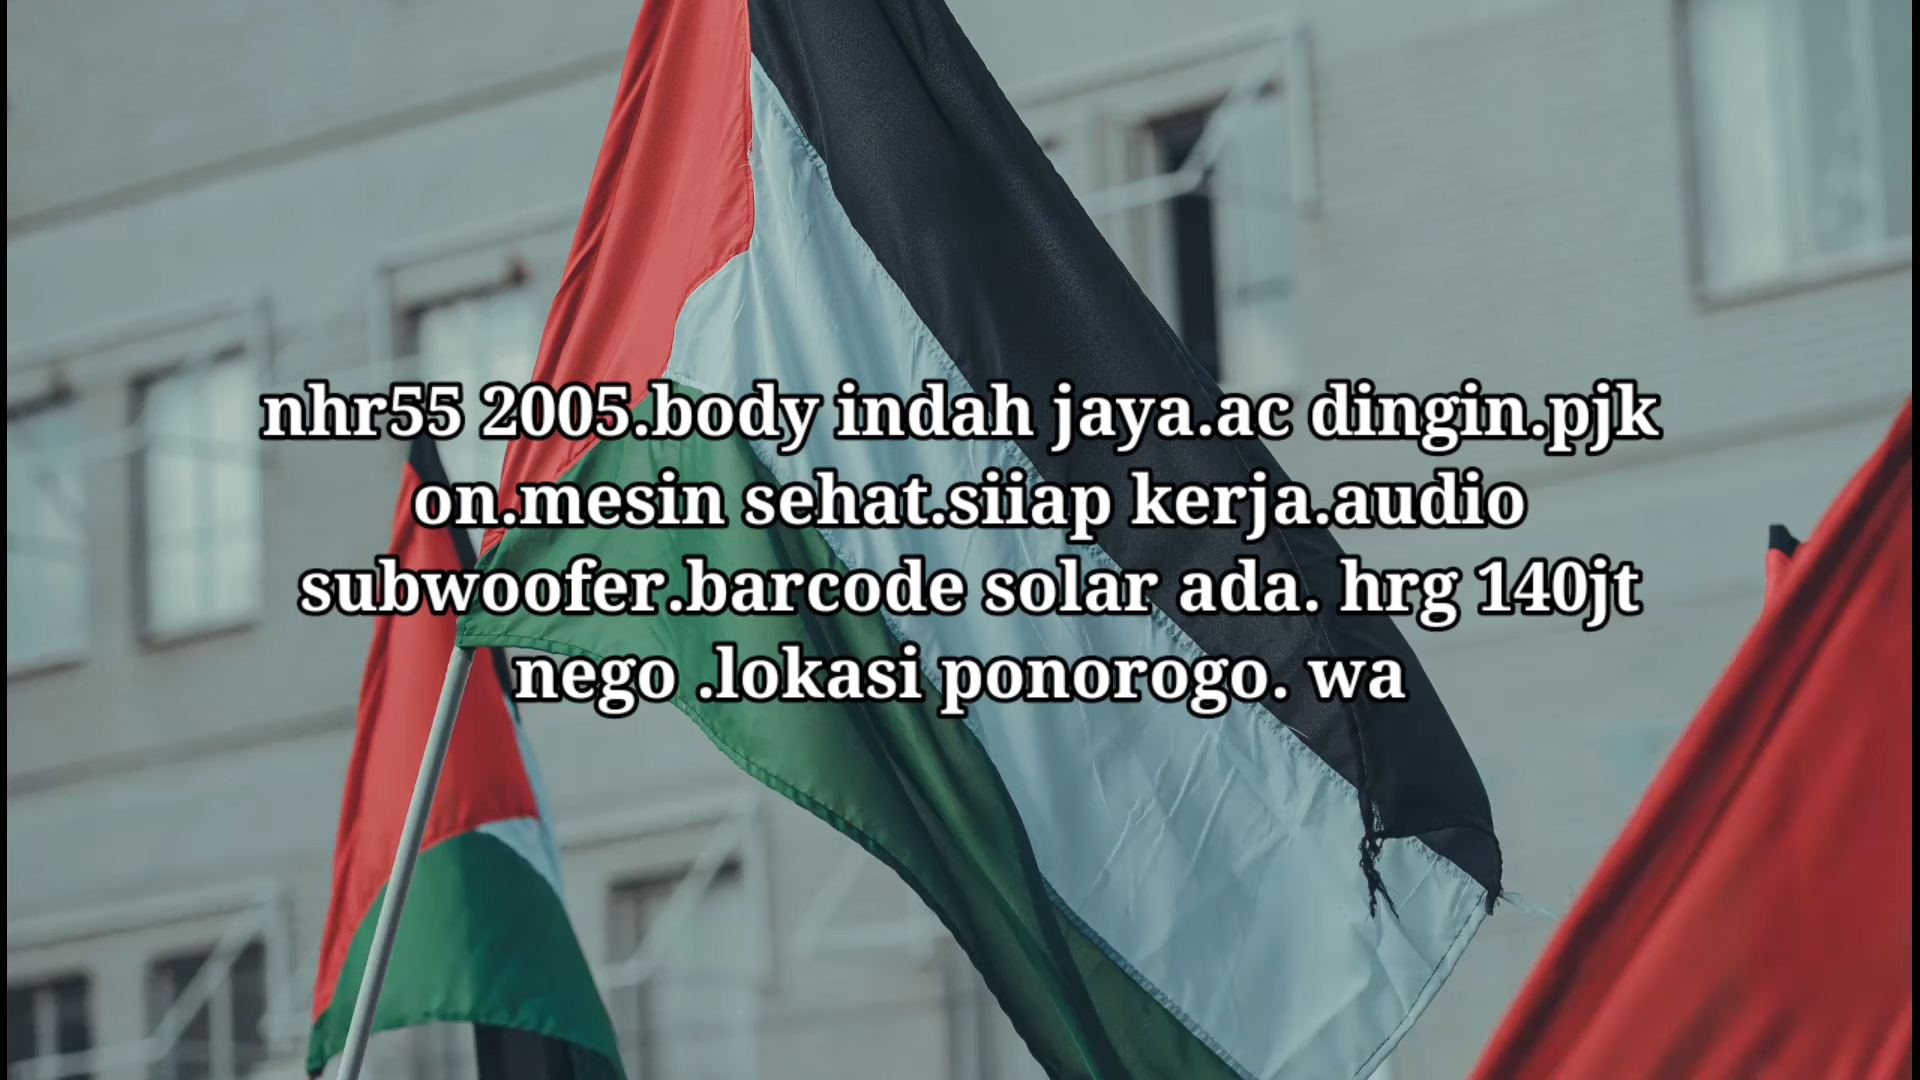 nhr55 2005.body indah jaya.ac dingin.pjk
on.mesin sehat.siiap kerja.audio
subwoofer.barcode solar ada. hrg 140jt
nego .lokasi ponorogo. wa